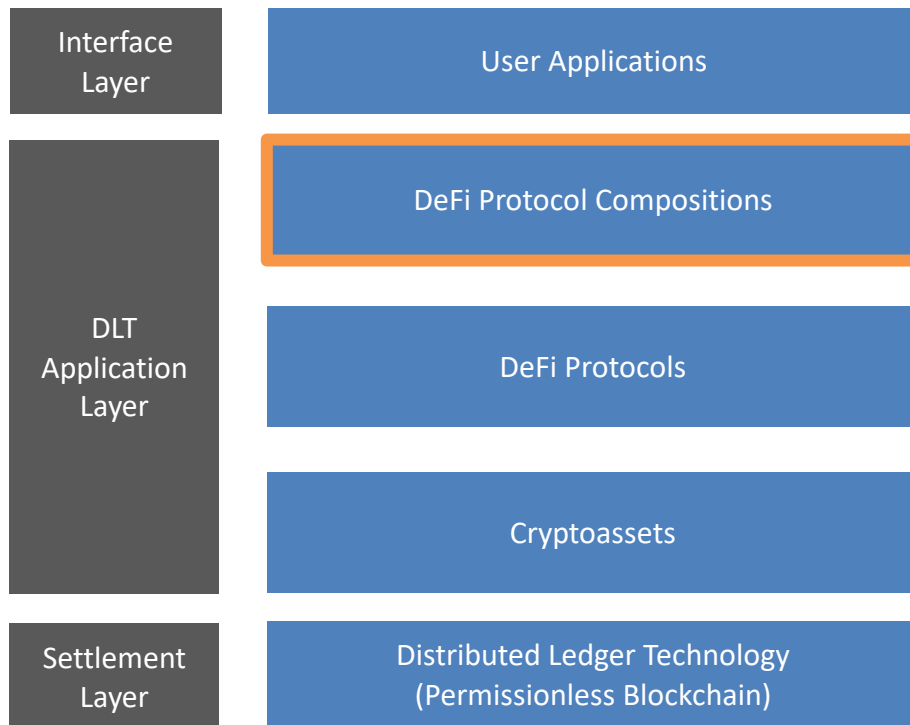 Interface
Layer
User Applications
DeFi Protocol Compositions
DLT
Application
Layer
DeFi Protocols
Cryptoassets
Settlement
Layer
Distributed Ledger Technology
(Permissionless Blockchain)